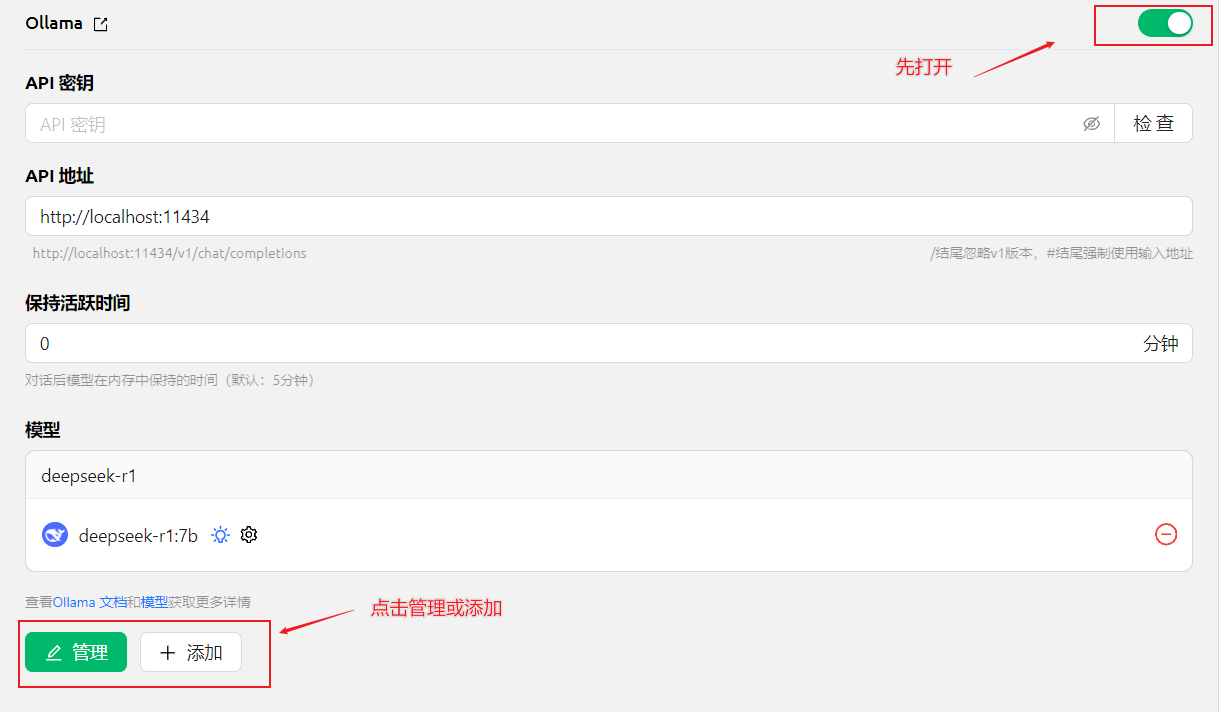 Ollama
先打开
API 密钥
API 密钥
检 查
API 地址
http://localhost:11434
http://localhost:11434/v1/chat/completions
/结尾忽略v1版本，#结尾强制使用输入地址
保持活跃时间
0
分钟
对话后模型在内存中保持的时间（默认：5分钟）
模型
deepseek-r1
deepseek-r1:7b
查看Ollama 文档和模型获取更多详情
点击管理或添加
管理
添加